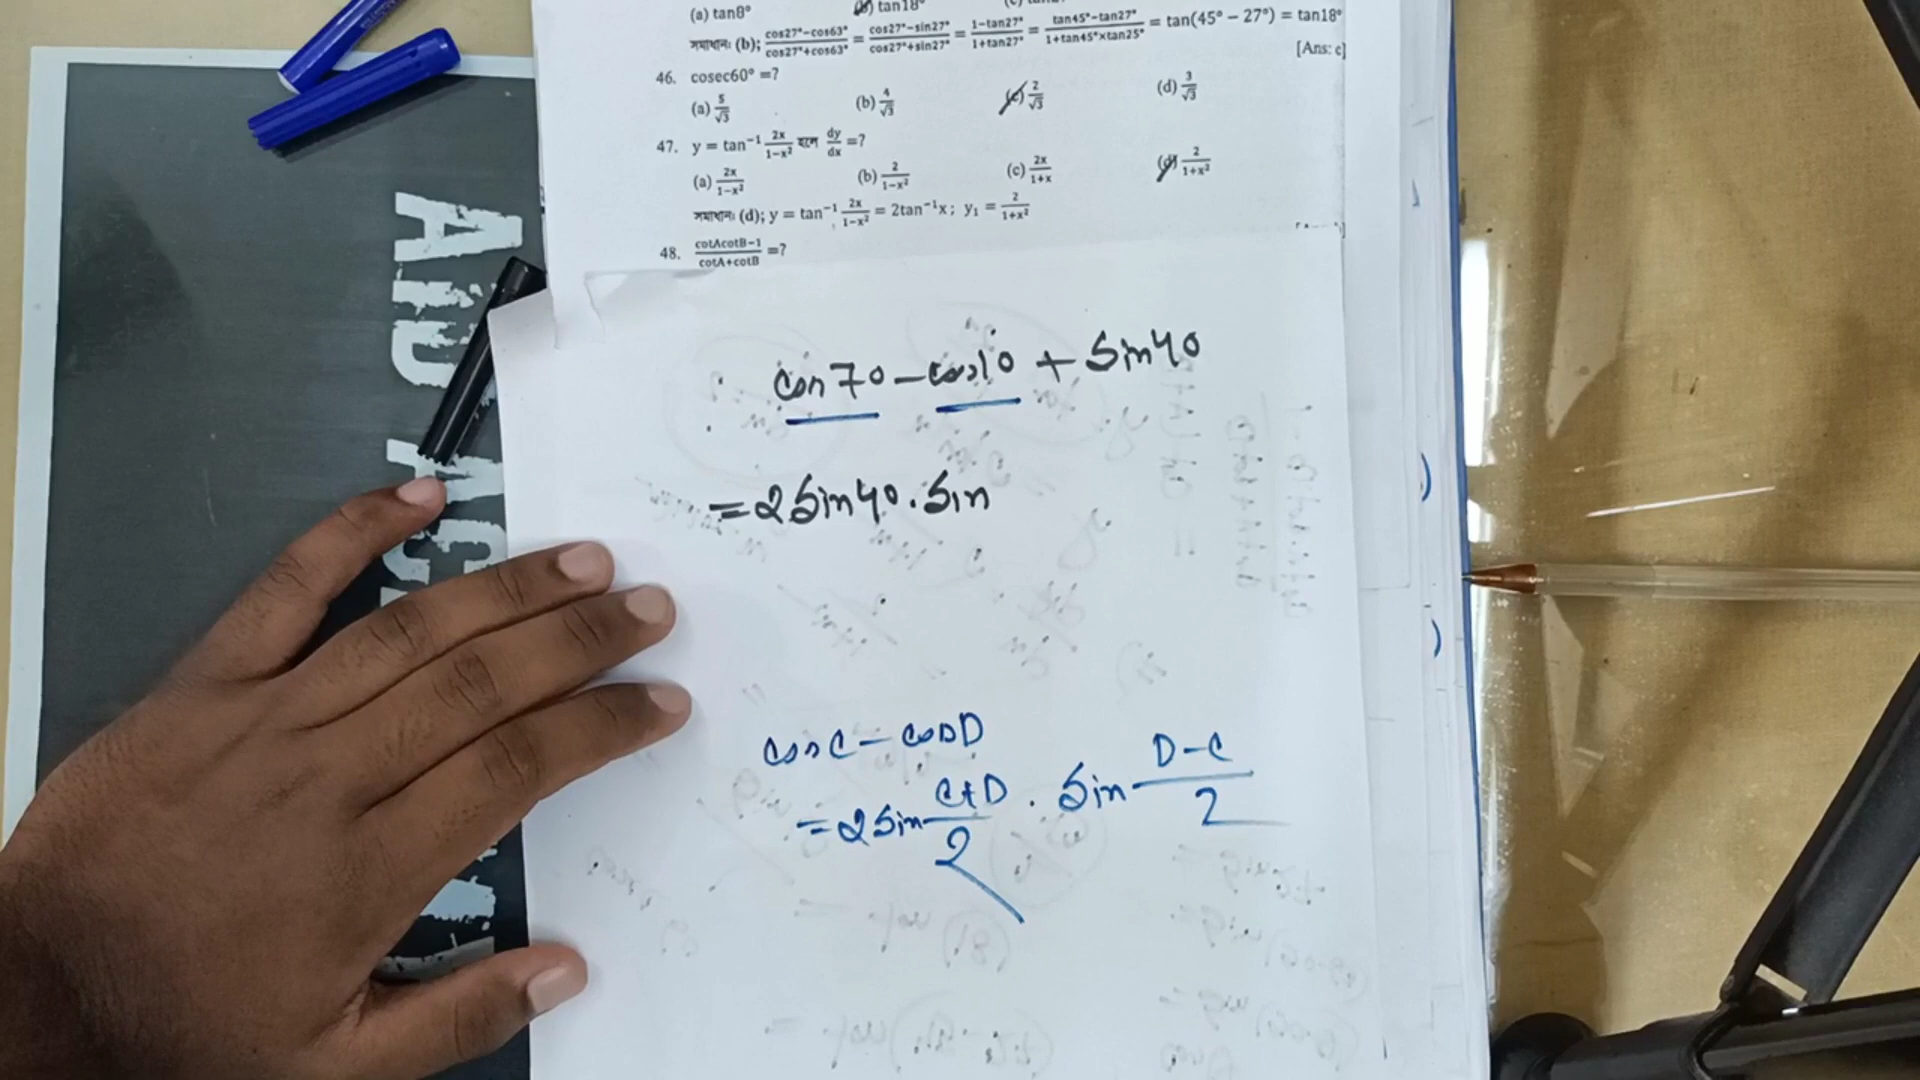 (a) tan8° (b) tan18°
সমাধান: (b); cos27°−cos63°/cos27°+cos63° = cos27°−sin27°/cos27°+sin27° = 1−tan27°/1+tan27° = tan45°−tan27°/1+tan45°×tan25° = tan(45° − 27°) = tan18°
[Ans: c]
46. cosec60° =?
(a) 5/√3 (b) 4/√3 (c) 2/√3 (d) 3/√3
47. y = tan⁻¹ 2x/1−x² হলে dy/dx =?
(a) 2x/1−x² (b) 2/1−x² (c) 2x/1+x (d) 2/1+x²
সমাধান: (d); y = tan⁻¹ 2x/1−x² = 2tan⁻¹x; y₁ = 2/1+x²
48. cotAcotB−1/cotA+cotB =?
cos70 − cos10 + Sin40
= 2Sin40 . Sin
cosC − cosD
= 2Sin C+D/2 . Sin D−C/2